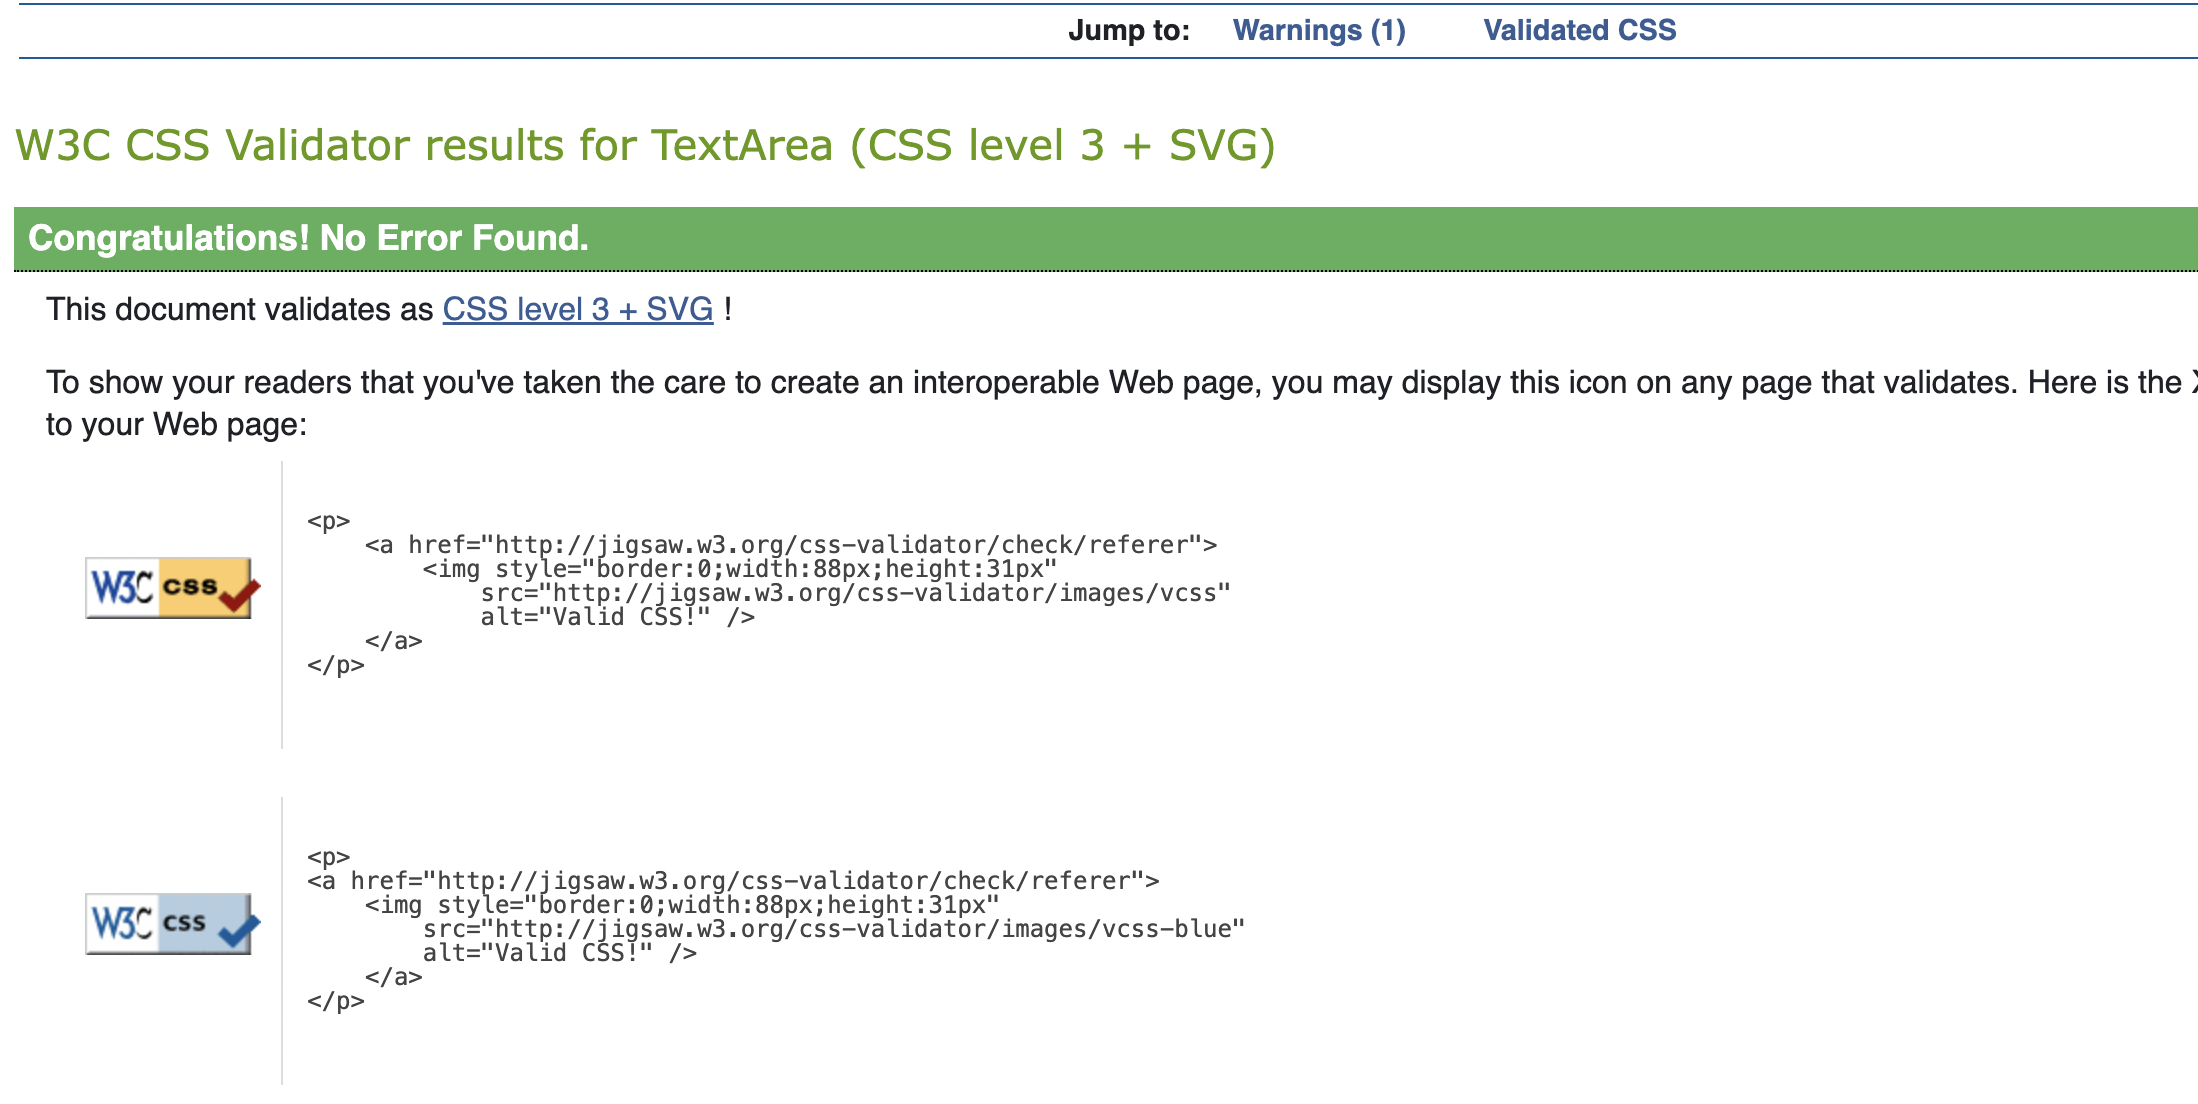 Jump to: Warnings (1) Validated CSS
W3C CSS Validator results for TextArea (CSS level 3 + SVG)
Congratulations! No Error Found.
This document validates as CSS level 3 + SVG !
To show your readers that you've taken the care to create an interoperable Web page, you may display this icon on any page that validates. Here is the
to your Web page:
<p>
    <a href="http://jigsaw.w3.org/css-validator/check/referer">
W3C css
        <img style="border:0;width:88px;height:31px"
            src="http://jigsaw.w3.org/css-validator/images/vcss"
            alt="Valid CSS!" />
    </a>
</p>
<p>
<a href="http://jigsaw.w3.org/css-validator/check/referer">
W3C css
    <img style="border:0;width:88px;height:31px"
        src="http://jigsaw.w3.org/css-validator/images/vcss-blue"
        alt="Valid CSS!" />
    </a>
</p>